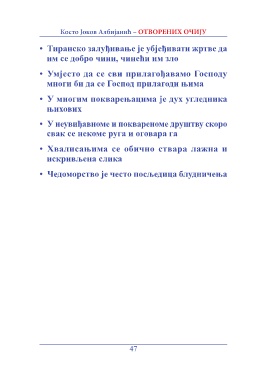 Косто Јоков Албијанић – ОТВОРЕНИХ ОЧИЈУ
• Тиранско залуђивање је убјеђивати жртве да
им се добро чини, чинећи им зло
• Умјесто да се сви прилагођавамо Господу
многи би да се Господ прилагоди њима
• У многим покварењацима је дух угледника
њихових
• У неувиђавноме и поквареноме друштву скоро
свак се некоме руга и оговара га
• Хвалисањима се обично ствара лажна и
искривљена слика
• Чедоморство је често посљедица блудничења
47